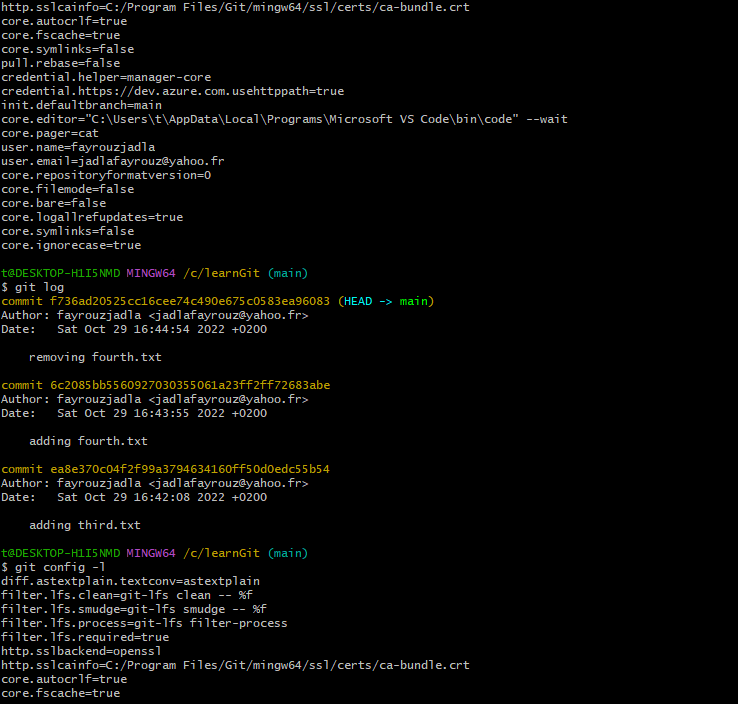 http.sslcainfo=C:/Program Files/Git/mingw64/ssl/certs/ca-bundle.crt
core.autocrlf=true
core.fscache=true
core.symlinks=false
pull.rebase=false
credential.helper=manager-core
credential.https://dev.azure.com.usehttppath=true
init.defaultbranch=main
core.editor="C:\Users\t\AppData\Local\Programs\Microsoft VS Code\bin\code" --wait
core.pager=cat
user.name=fayrouzjadla
user.email=jadlafayrouz@yahoo.fr
core.repositoryformatversion=0
core.filemode=false
core.bare=false
core.logallrefupdates=true
core.symlinks=false
core.ignorecase=true
t@DESKTOP-H1I5NMD MINGW64 /c/learnGit (main)
$ git log
commit f736ad20525cc16cee74c490e675c0583ea96083 (HEAD -> main)
Author: fayrouzjadla <jadlafayrouz@yahoo.fr>
Date:   Sat Oct 29 16:44:54 2022 +0200
    removing fourth.txt
commit 6c2085bb5560927030355061a23ff2ff72683abe
Author: fayrouzjadla <jadlafayrouz@yahoo.fr>
Date:   Sat Oct 29 16:43:55 2022 +0200
    adding fourth.txt
commit ea8e370c04f2f99a3794634160ff50d0edc55b54
Author: fayrouzjadla <jadlafayrouz@yahoo.fr>
Date:   Sat Oct 29 16:42:08 2022 +0200
    adding third.txt
t@DESKTOP-H1I5NMD MINGW64 /c/learnGit (main)
$ git config -l
diff.astextplain.textconv=astextplain
filter.lfs.clean=git-lfs clean -- %f
filter.lfs.smudge=git-lfs smudge -- %f
filter.lfs.process=git-lfs filter-process
filter.lfs.required=true
http.sslbackend=openssl
http.sslcainfo=C:/Program Files/Git/mingw64/ssl/certs/ca-bundle.crt
core.autocrlf=true
core.fscache=true